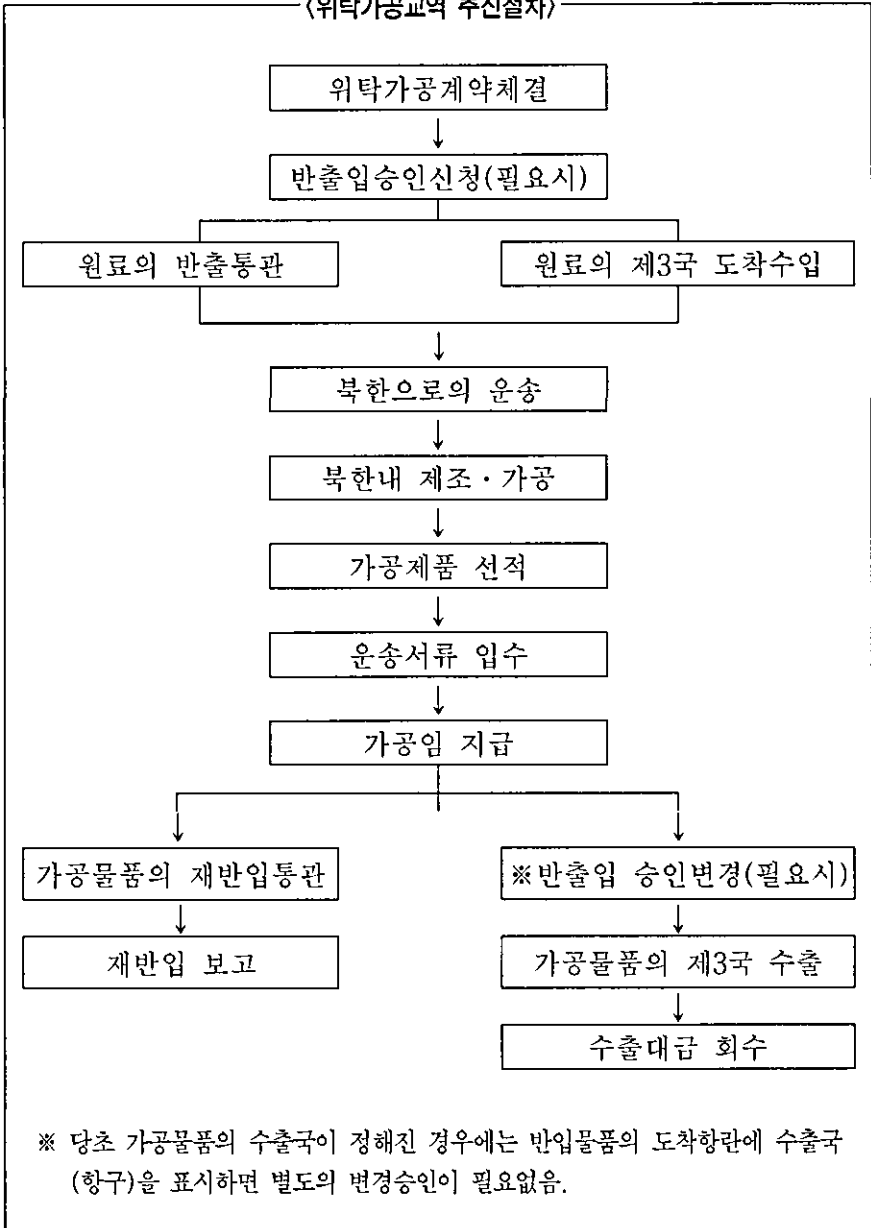 〈위탁가공교역 추진절차〉
위탁가공계약체결
반출입승인신청(필요시)
원료의 반출통관
원료의 제3국 도착수입
북한으로의 운송
북한내 제조·가공
가공제품 선적
운송서류 입수
가공임 지급
가공물품의 재반입통관
※반출입 승인변경(필요시)
재반입 보고
가공물품의 제3국 수출
수출대금 회수
※ 당초 가공물품의 수출국이 정해진 경우에는 반입물품의 도착항란에 수출국
(항구)을 표시하면 별도의 변경승인이 필요없음.